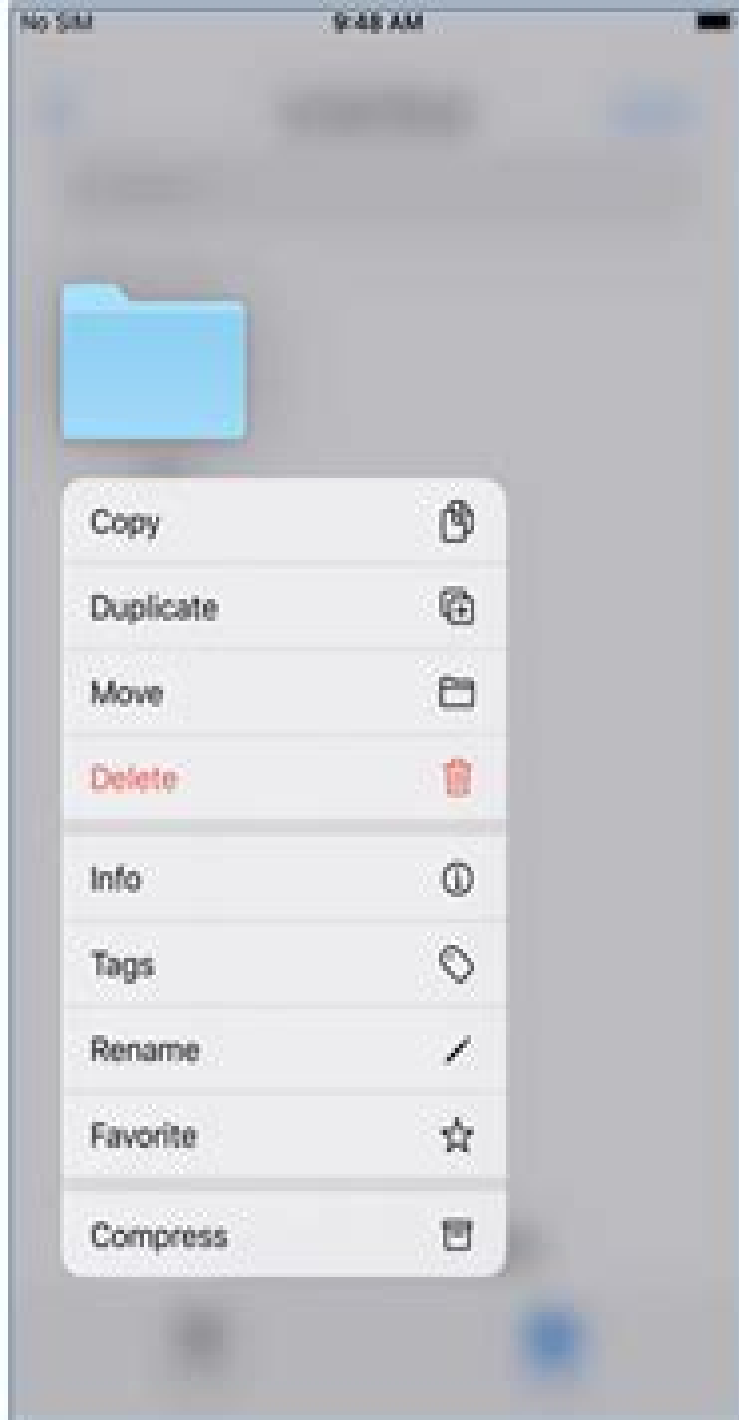 No SIM
9:48 AM
Copy
Duplicate
Move
Delete
Info
Tags
Rename
Favorite
Compress